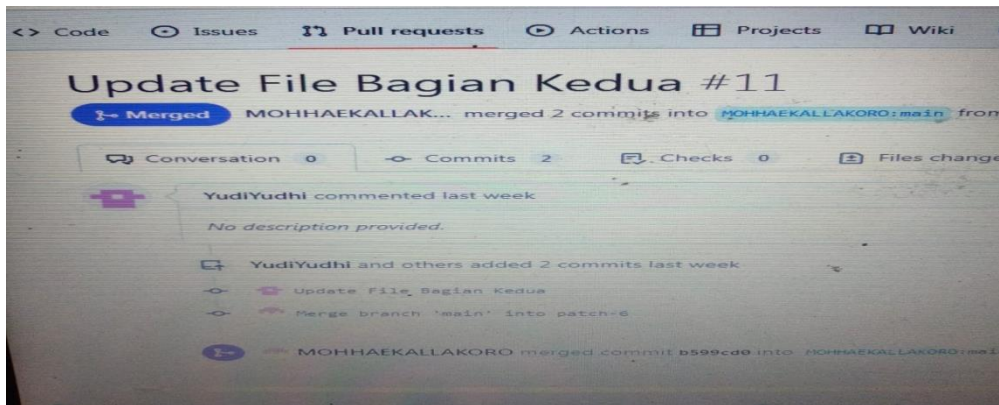 <> Code Issues Pull requests Actions Projects Wiki
Update File Bagian Kedua #11
Merged MOHHAEKALLAK... merged 2 commits into MOHHAEKALLAKORO:main from
Conversation 0 Commits 2 Checks 0 Files change
YudiYudhi commented last week
No description provided.
YudiYudhi and others added 2 commits last week
Update File Bagian Kedua
Merge branch 'main' into patch-6
MOHHAEKALLAKORO merged commit b599cd0 into MOHHAEKALLAKORO:mai